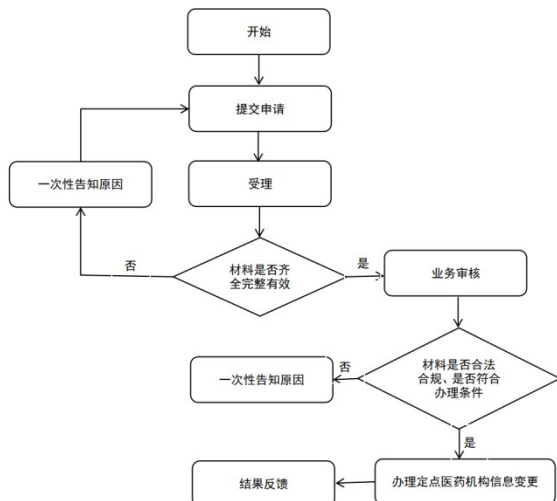 开始
提交申请
一次性告知原因
受理
否
材料是否齐
全完整有效
是
业务审核
一次性告知原因
否
材料是否合法
合规、是否符合
办理条件
是
结果反馈
办理定点医药机构信息变更